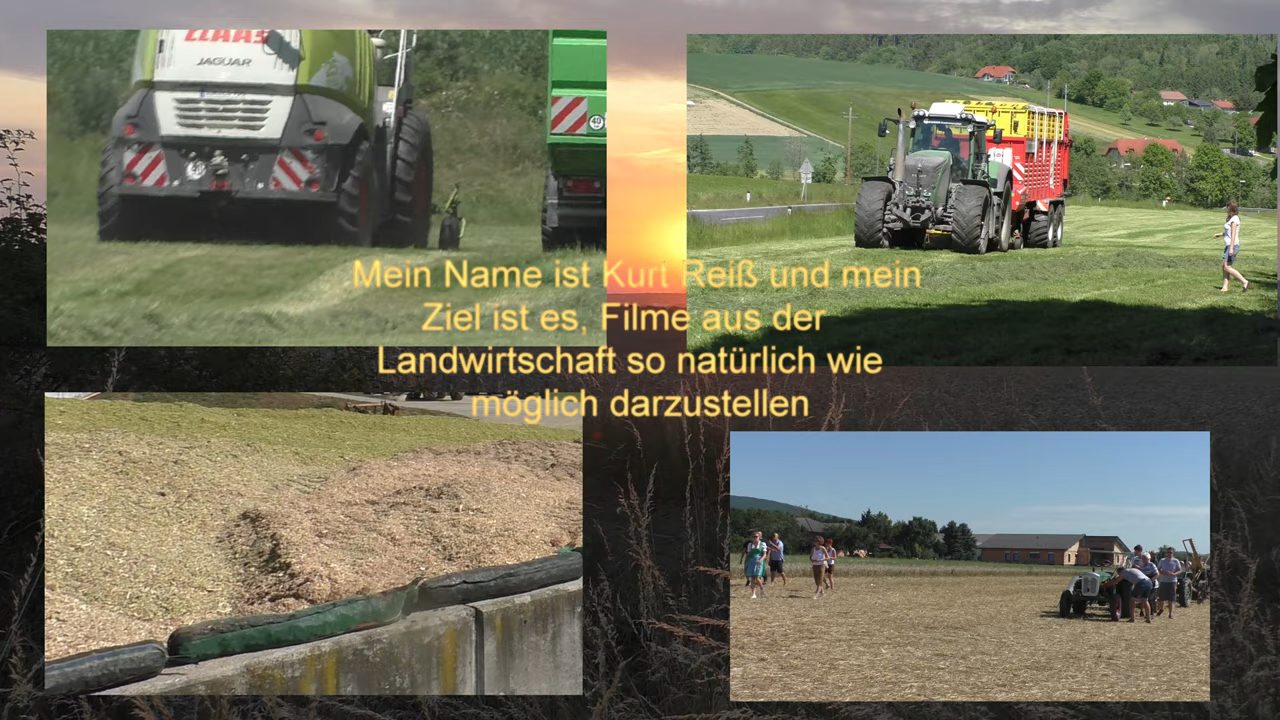 CLAAS
JAGUAR
40
Mein Name ist Kurt Reiß und mein
Ziel ist es, Filme aus der
Landwirtschaft so natürlich wie
möglich darzustellen